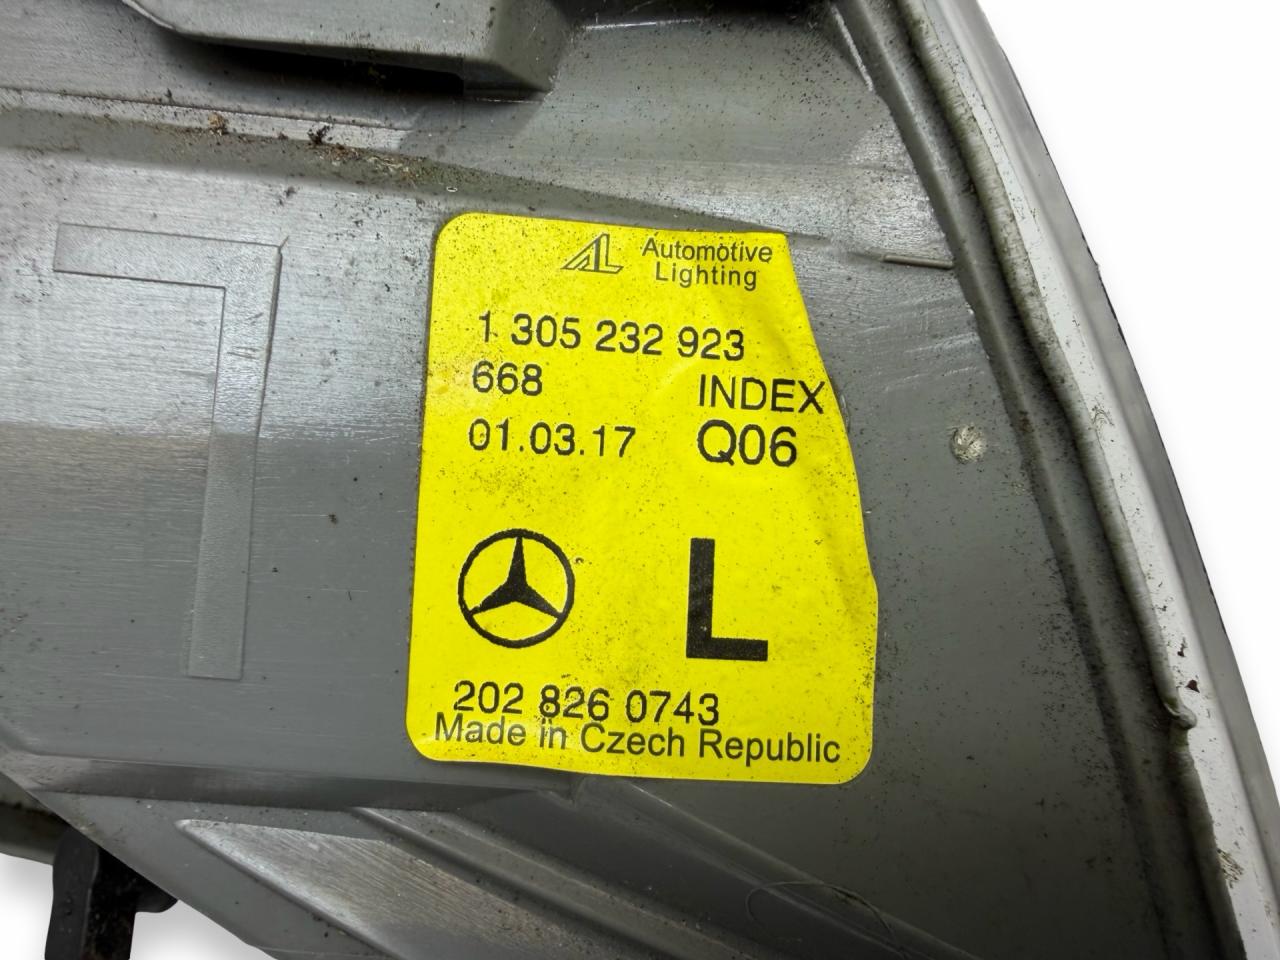 AL Automotive
Lighting
1 305 232 923
668 INDEX
01.03.17 Q06
L
202 826 0743
Made in Czech Republic